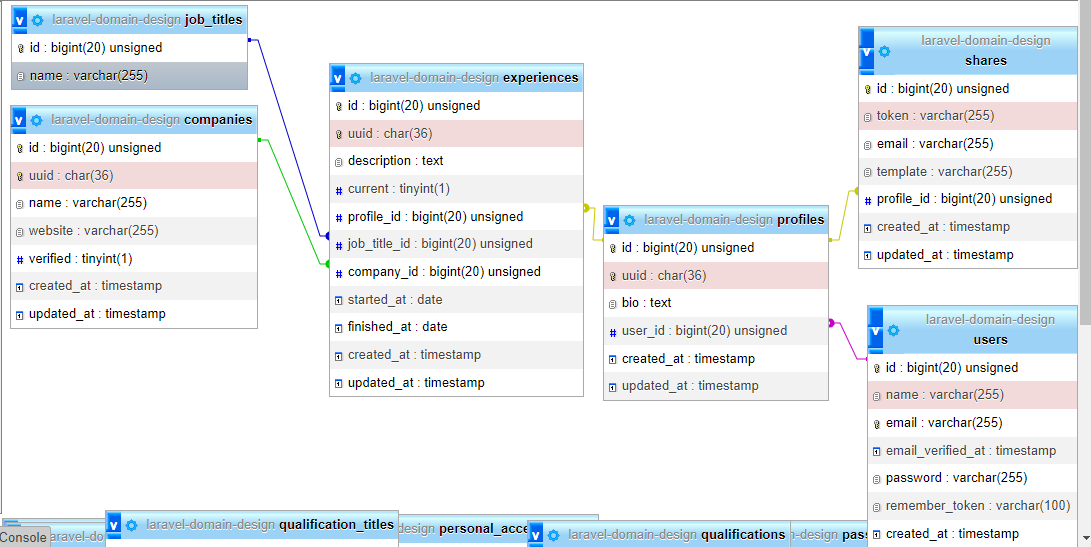 laravel-domain-design job_titles
id : bigint(20) unsigned
name : varchar(255)
laravel-domain-design companies
id : bigint(20) unsigned
uuid : char(36)
name : varchar(255)
website : varchar(255)
verified : tinyint(1)
created_at : timestamp
updated_at : timestamp
laravel-domain-design experiences
id : bigint(20) unsigned
uuid : char(36)
description : text
current : tinyint(1)
profile_id : bigint(20) unsigned
job_title_id : bigint(20) unsigned
company_id : bigint(20) unsigned
started_at : date
finished_at : date
created_at : timestamp
updated_at : timestamp
laravel-domain-design profiles
id : bigint(20) unsigned
uuid : char(36)
bio : text
user_id : bigint(20) unsigned
created_at : timestamp
updated_at : timestamp
laravel-domain-design
shares
id : bigint(20) unsigned
token : varchar(255)
email : varchar(255)
template : varchar(255)
profile_id : bigint(20) unsigned
created_at : timestamp
updated_at : timestamp
laravel-domain-design
users
id : bigint(20) unsigned
name : varchar(255)
email : varchar(255)
email_verified_at : timestamp
password : varchar(255)
remember_token : varchar(100)
created_at : timestamp
Console
aravel-do
laravel-domain-design qualification_titles
design personal_acce
laravel-domain-design qualifications
n-design pas